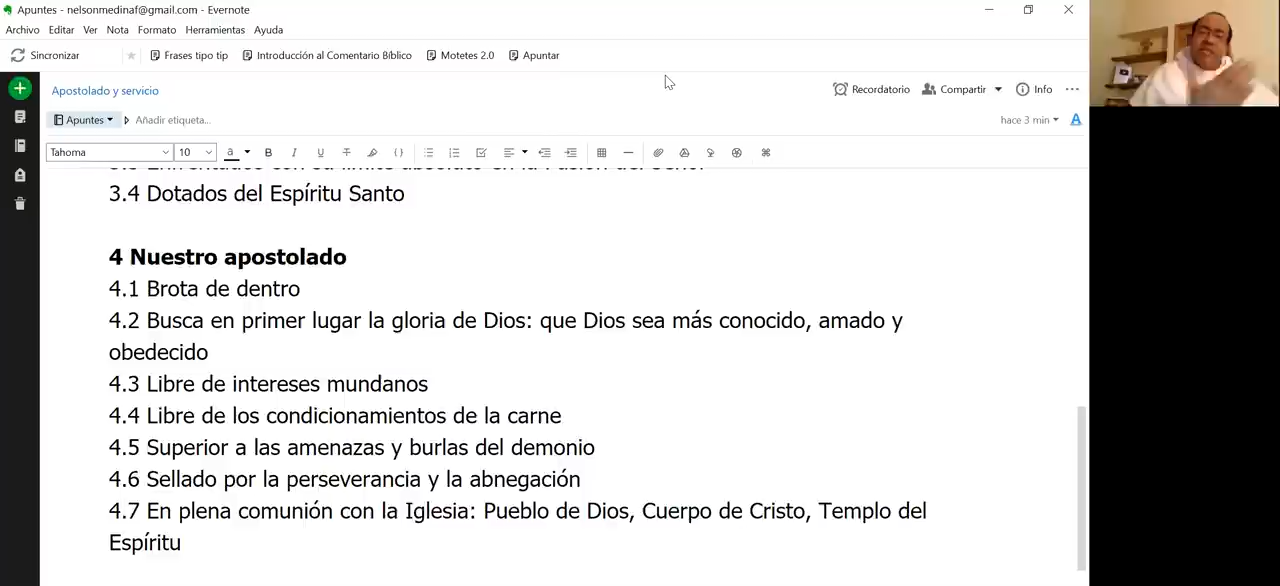 Apuntes - nelsonmedinaf@gmail.com - Evernote
Archivo Editar Ver Nota Formato Herramientas Ayuda
Sincronizar Frases tipo tip Introducción al Comentario Bíblico Motetes 2.0 Apuntar
Apostolado y servicio Recordatorio Compartir Info
Apuntes Añadir etiqueta... hace 3 min
Tahoma 10 a B I U
3.4 Dotados del Espíritu Santo
4 Nuestro apostolado
4.1 Brota de dentro
4.2 Busca en primer lugar la gloria de Dios: que Dios sea más conocido, amado y
obedecido
4.3 Libre de intereses mundanos
4.4 Libre de los condicionamientos de la carne
4.5 Superior a las amenazas y burlas del demonio
4.6 Sellado por la perseverancia y la abnegación
4.7 En plena comunión con la Iglesia: Pueblo de Dios, Cuerpo de Cristo, Templo del
Espíritu